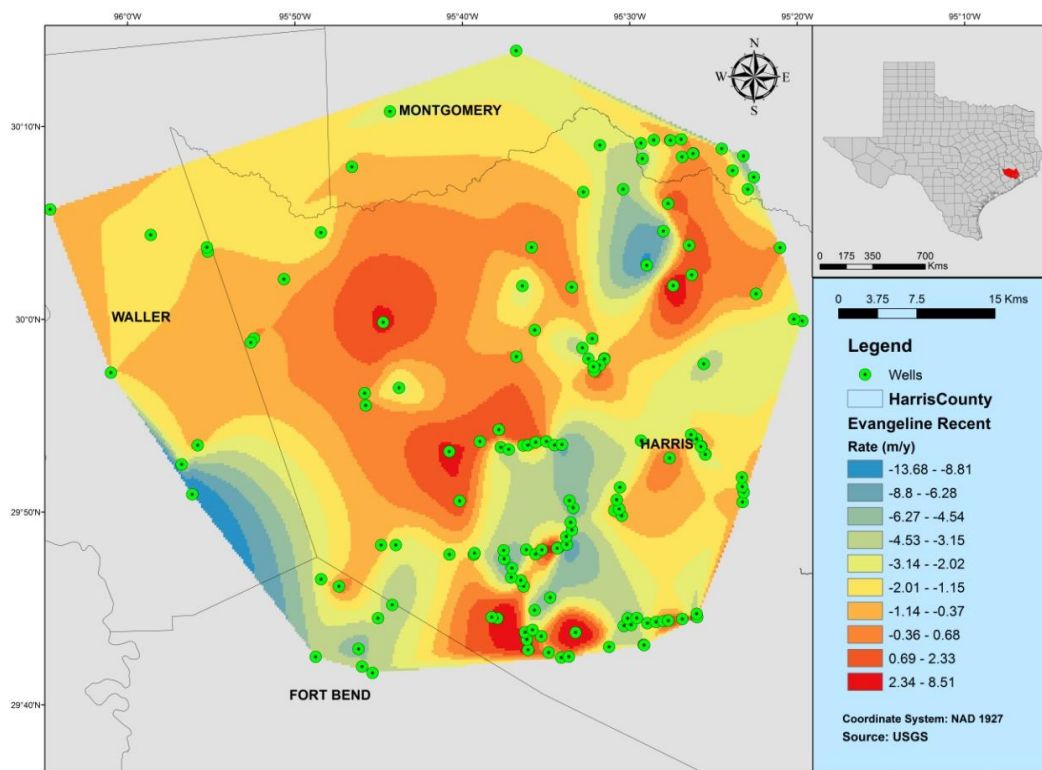 96°0'W 95°50'W 95°40'W 95°30'W 95°20'W 95°10'W
N
W E
S
MONTGOMERY
30°10'N
0 175 350 700
Kms
WALLER
30°0'N
0 3.75 7.5 15 Kms
Legend
Wells
HarrisCounty
HARRIS
Evangeline Recent
Rate (m/y)
-13.68 - -8.81
-8.8 - -6.28
-6.27 - -4.54
-4.53 - -3.15
-3.14 - -2.02
-2.01 - -1.15
-1.14 - -0.37
-0.36 - 0.68
0.69 - 2.33
2.34 - 8.51
29°50'N
FORT BEND
29°40'N
Coordinate System: NAD 1927
Source: USGS